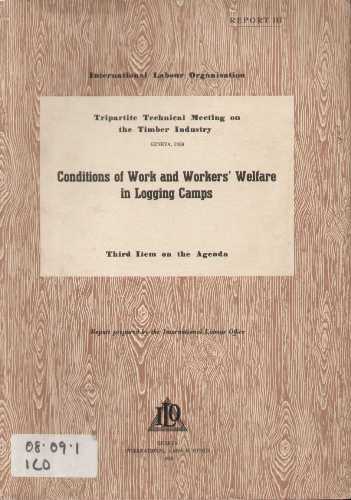 REPORT III
International Labour Organisation
Tripartite Technical Meeting on
the Timber Industry
GENEVA, 1958
Conditions of Work and Workers' Welfare
in Logging Camps
Third Item on the Agenda
Report prepared by the International Labour Office
ILO
GENEVA
INTERNATIONAL LABOUR OFFICE
1958
08·09·1
ILO